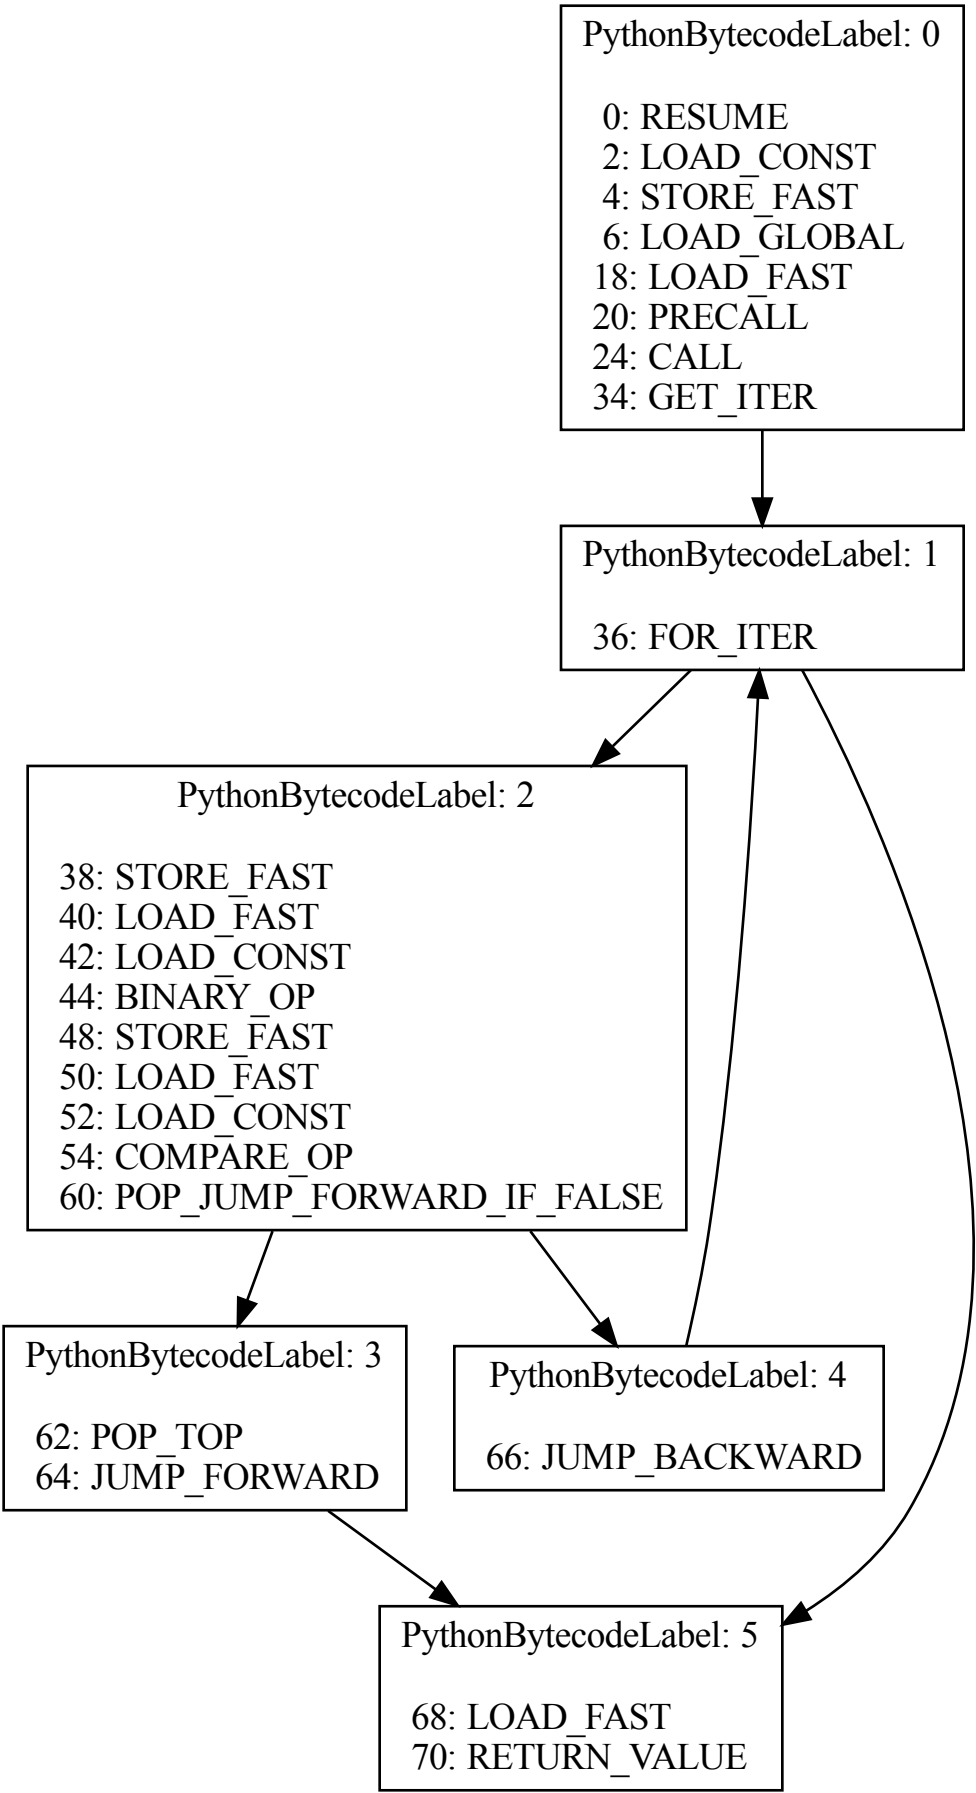 PythonBytecodeLabel: 0
0: RESUME
2: LOAD_CONST
4: STORE_FAST
6: LOAD_GLOBAL
18: LOAD_FAST
20: PRECALL
24: CALL
34: GET_ITER
PythonBytecodeLabel: 1
36: FOR_ITER
PythonBytecodeLabel: 2
38: STORE_FAST
40: LOAD_FAST
42: LOAD_CONST
44: BINARY_OP
48: STORE_FAST
50: LOAD_FAST
52: LOAD_CONST
54: COMPARE_OP
60: POP_JUMP_FORWARD_IF_FALSE
PythonBytecodeLabel: 3
62: POP_TOP
64: JUMP_FORWARD
PythonBytecodeLabel: 4
66: JUMP_BACKWARD
PythonBytecodeLabel: 5
68: LOAD_FAST
70: RETURN_VALUE